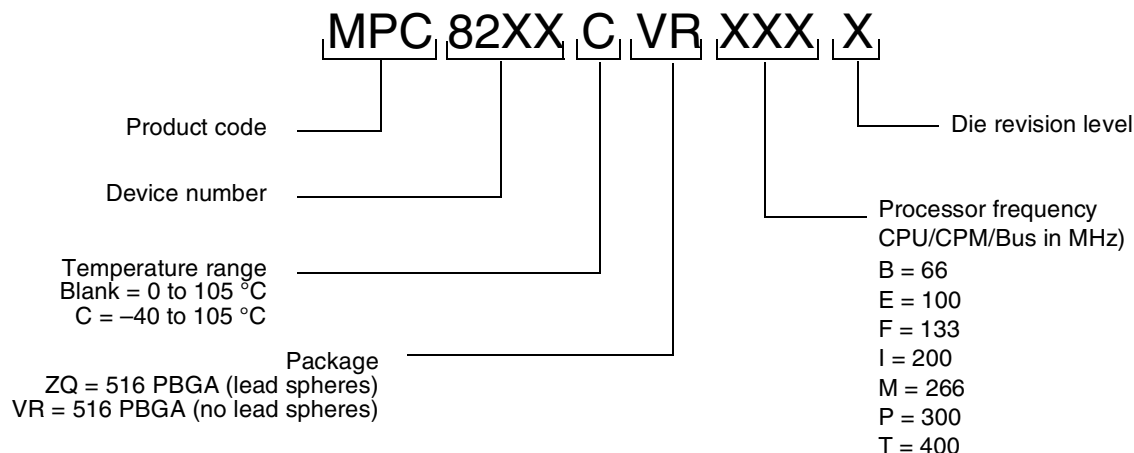 MPC 82XX C VR XXX X
Product code
Die revision level
Device number
Processor frequency
CPU/CPM/Bus in MHz)
B = 66
E = 100
F = 133
I = 200
M = 266
P = 300
T = 400
Temperature range
Blank = 0 to 105 °C
C = –40 to 105 °C
Package
ZQ = 516 PBGA (lead spheres)
VR = 516 PBGA (no lead spheres)